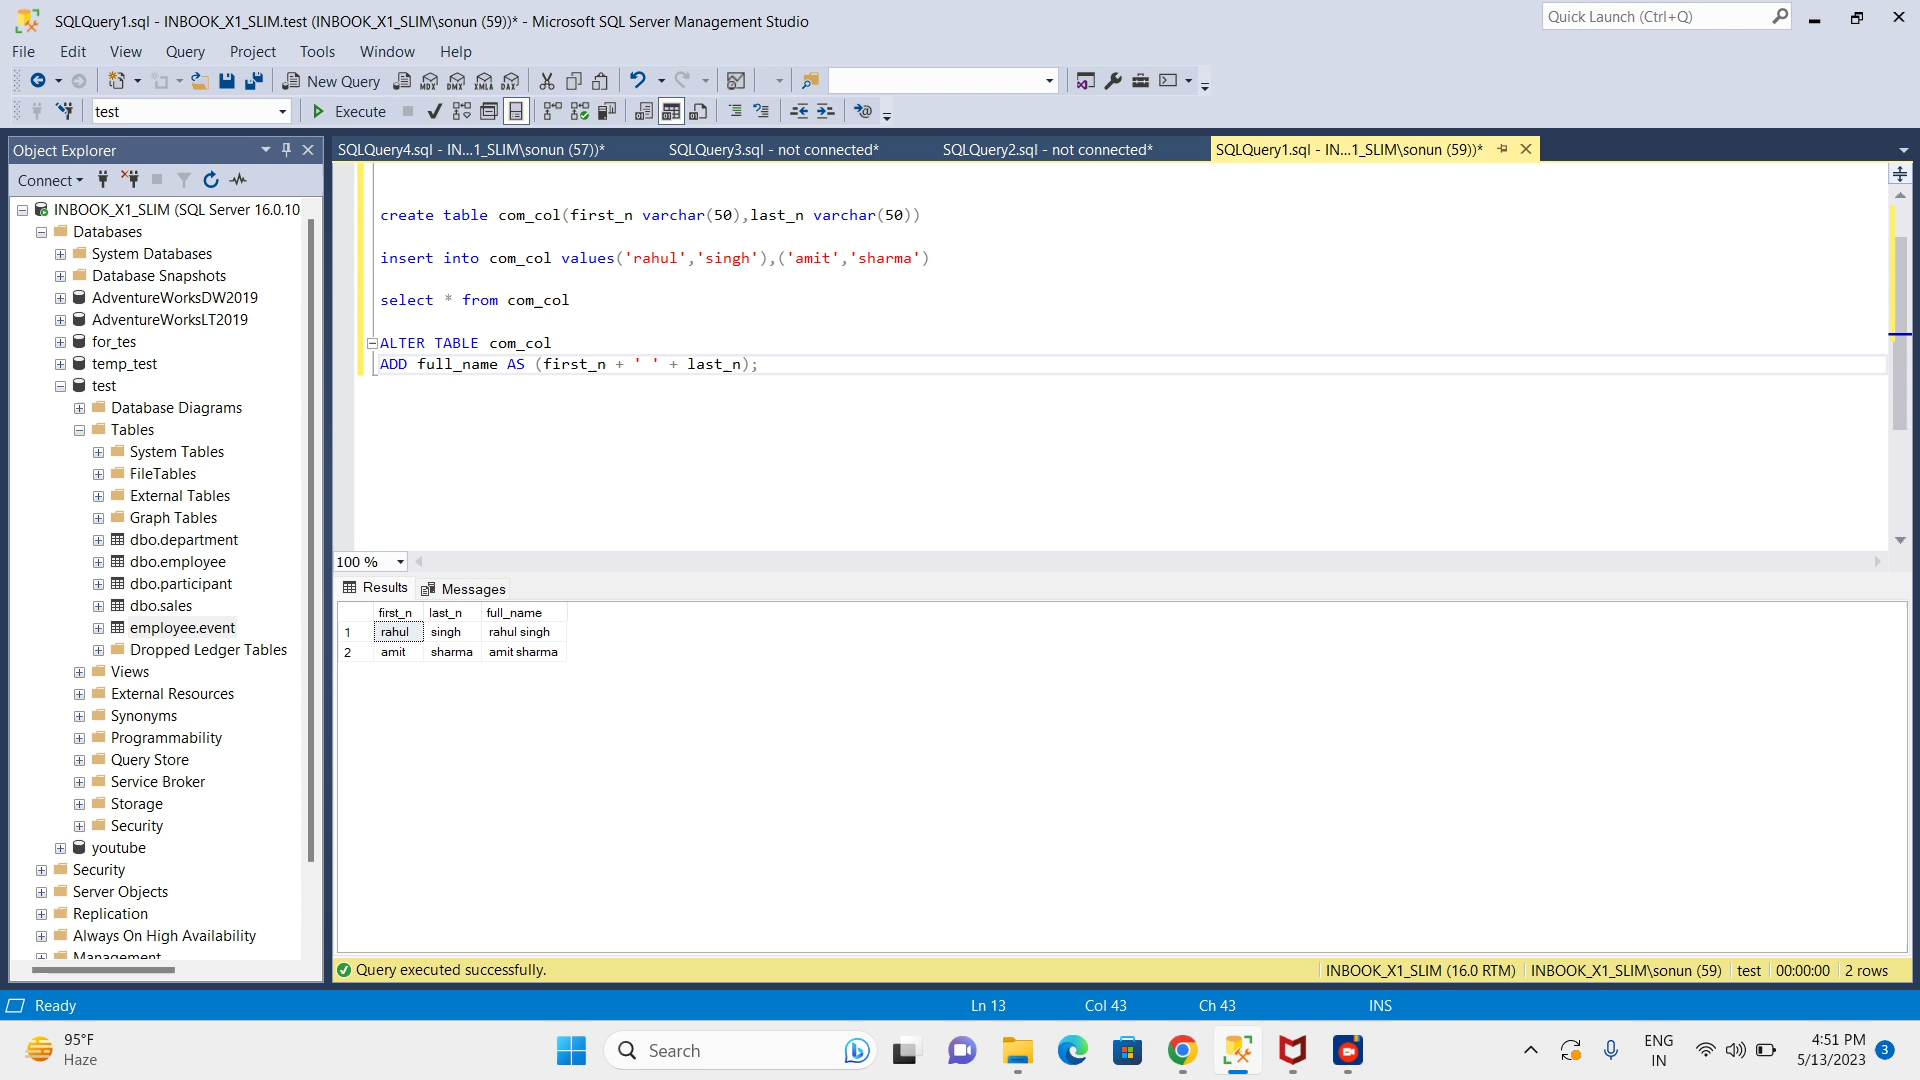 SQLQuery1.sql - INBOOK_X1_SLIM.test (INBOOK_X1_SLIM\sonun (59))* - Microsoft SQL Server Management Studio
Quick Launch (Ctrl+Q)
File Edit View Query Project Tools Window Help
New Query MDX DMX XMLA DAX
test Execute
Object Explorer
SQLQuery4.sql - IN...1_SLIM\sonun (57))* SQLQuery3.sql - not connected* SQLQuery2.sql - not connected* SQLQuery1.sql - IN...1_SLIM\sonun (59))*
Connect
INBOOK_X1_SLIM (SQL Server 16.0.10
Databases
System Databases
Database Snapshots
AdventureWorksDW2019
AdventureWorksLT2019
for_tes
temp_test
test
Database Diagrams
Tables
System Tables
FileTables
External Tables
Graph Tables
dbo.department
dbo.employee
dbo.participant
dbo.sales
employee.event
Dropped Ledger Tables
Views
External Resources
Synonyms
Programmability
Query Store
Service Broker
Storage
Security
youtube
Security
Server Objects
Replication
Always On High Availability
Management
create table com_col(first_n varchar(50),last_n varchar(50))
insert into com_col values('rahul','singh'),('amit','sharma')
select * from com_col
ALTER TABLE com_col
ADD full_name AS (first_n + ' ' + last_n);
100 %
Results Messages
first_n last_n full_name
1 rahul singh rahul singh
2 amit sharma amit sharma
Query executed successfully. INBOOK_X1_SLIM (16.0 RTM) INBOOK_X1_SLIM\sonun (59) test 00:00:00 2 rows
Ready Ln 13 Col 43 Ch 43 INS
95°F
Haze
Search
ENG
IN
4:51 PM
5/13/2023
3